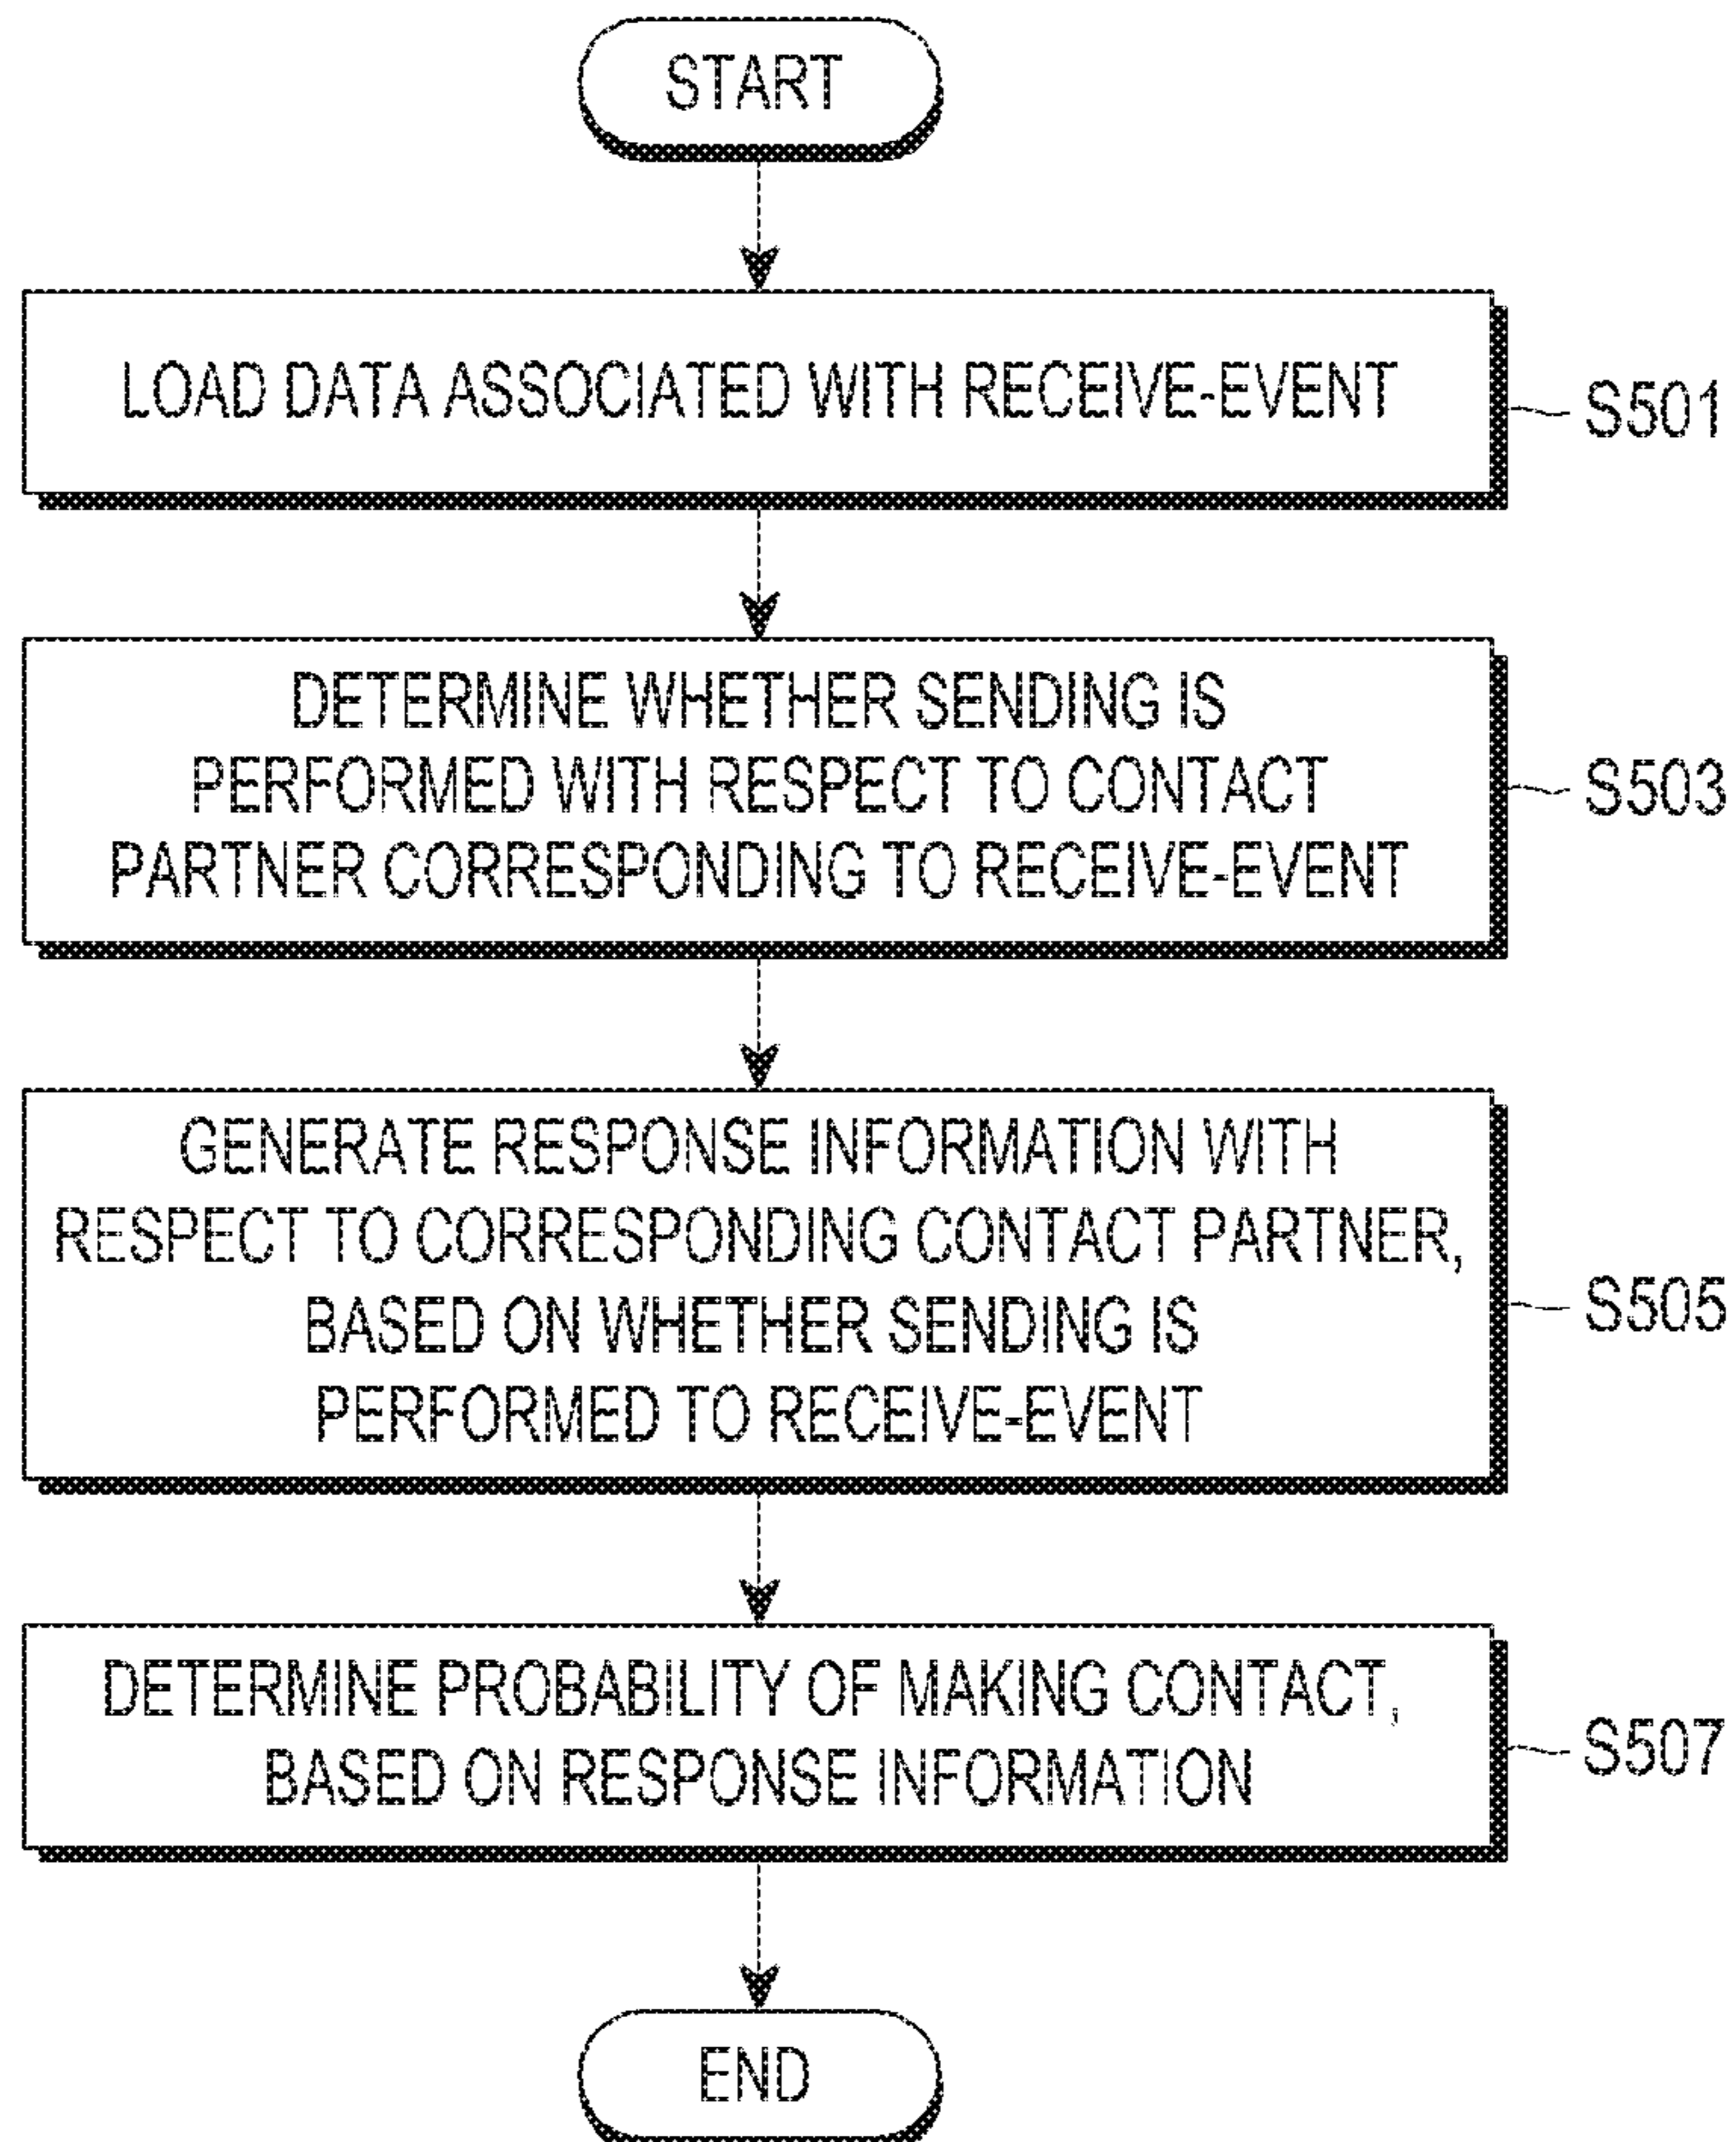 START
LOAD DATA ASSOCIATED WITH RECEIVE-EVENT
S501
DETERMINE WHETHER SENDING IS
PERFORMED WITH RESPECT TO CONTACT
PARTNER CORRESPONDING TO RECEIVE-EVENT
S503
GENERATE RESPONSE INFORMATION WITH
RESPECT TO CORRESPONDING CONTACT PARTNER,
BASED ON WHETHER SENDING IS
PERFORMED TO RECEIVE-EVENT
S505
DETERMINE PROBABILITY OF MAKING CONTACT,
BASED ON RESPONSE INFORMATION
S507
END